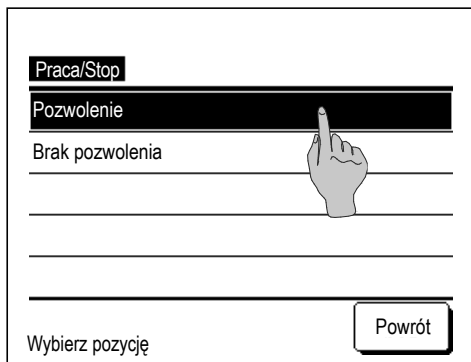 Praca/Stop
Pozwolenie
Brak pozwolenia
Wybierz pozycję
Powrót